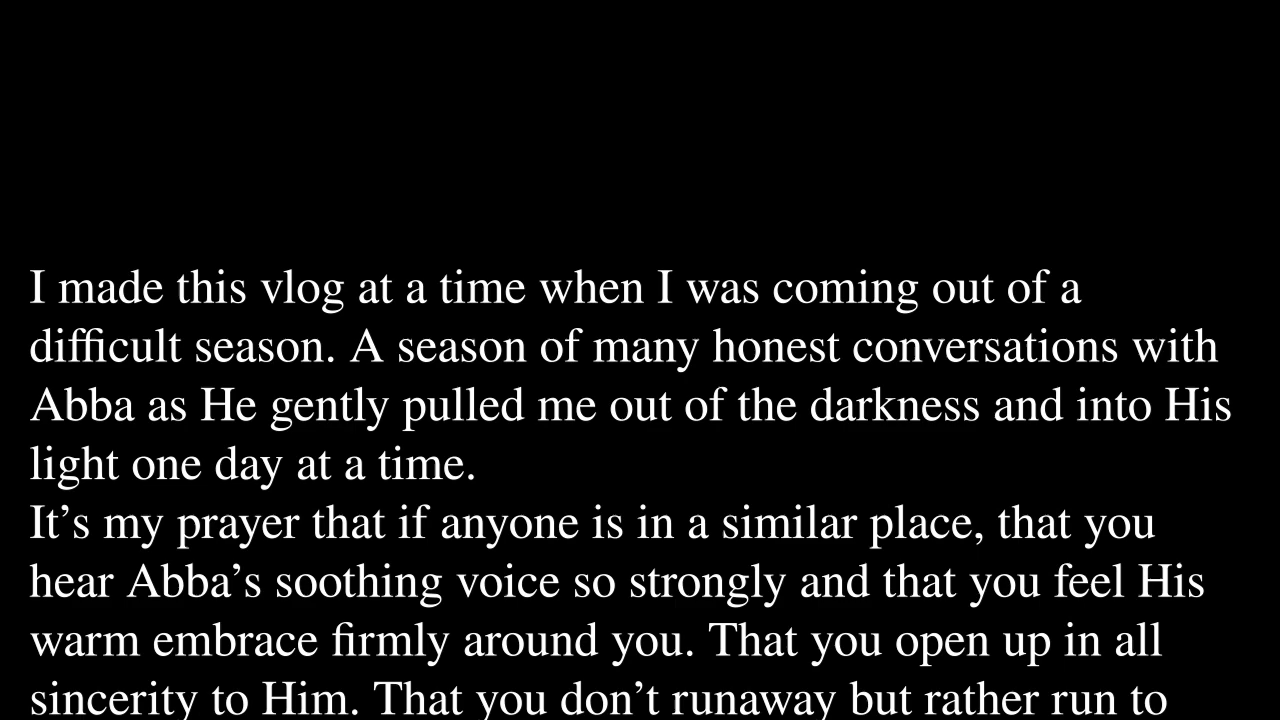 I made this vlog at a time when I was coming out of a
difficult season. A season of many honest conversations with
Abba as He gently pulled me out of the darkness and into His
light one day at a time.
It’s my prayer that if anyone is in a similar place, that you
hear Abba’s soothing voice so strongly and that you feel His
warm embrace firmly around you. That you open up in all
sincerity to Him. That you don’t runaway but rather run to